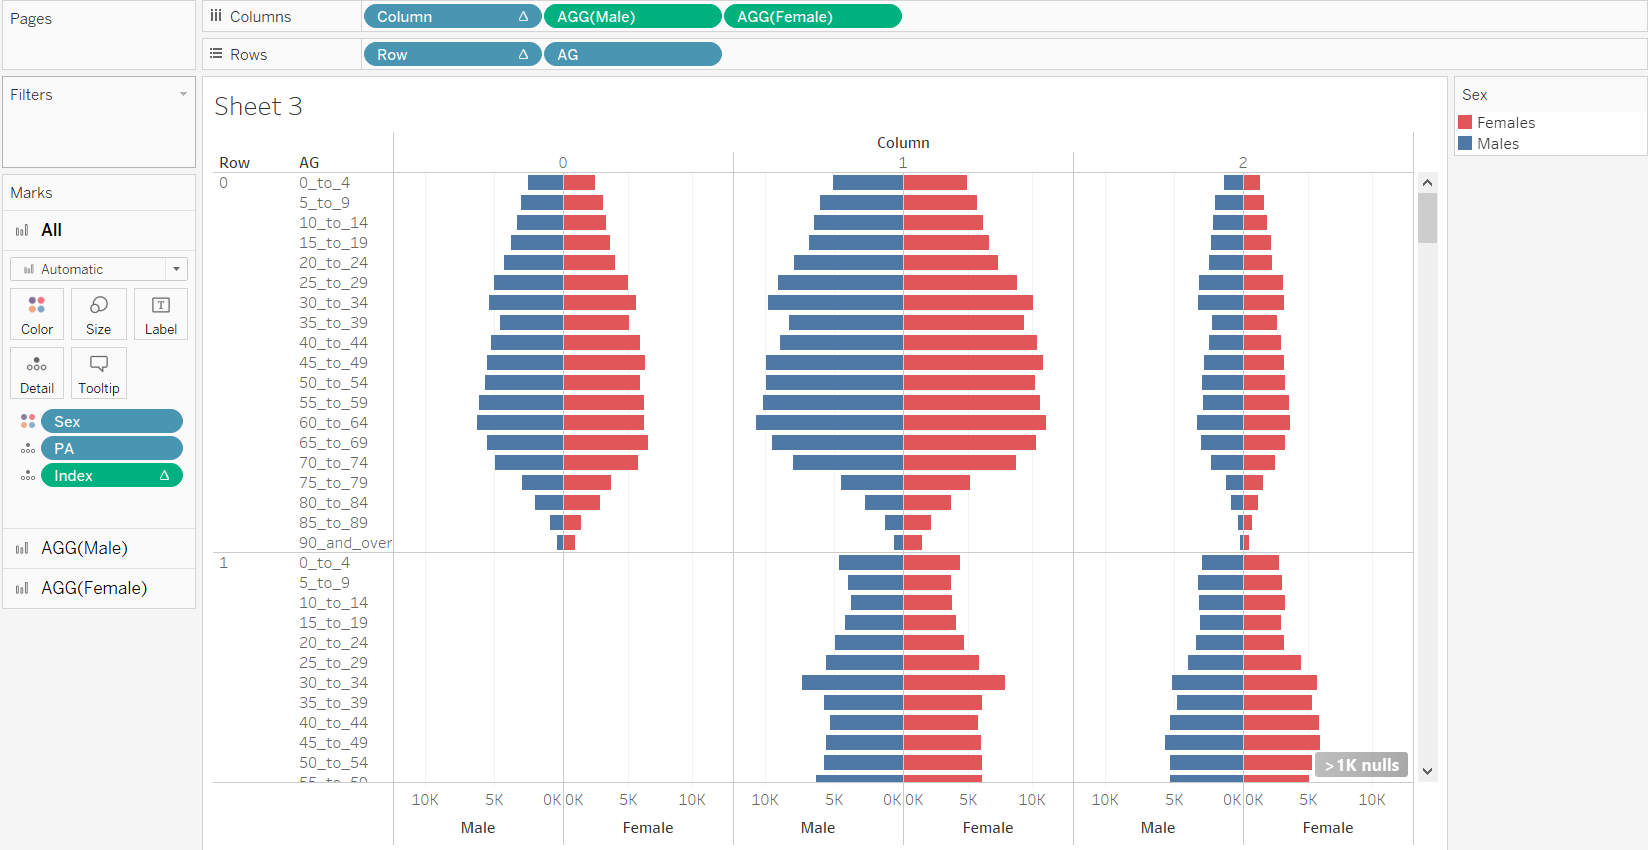 Pages
Columns
Column Δ
AGG(Male)
AGG(Female)
Rows
Row Δ
AG
Filters
Marks
All
Automatic
Color
Size
T
Label
Detail
Tooltip
Sex
PA
Index Δ
AGG(Male)
AGG(Female)
Sheet 3
Column
Row AG 0 1 2
0 0_to_4
5_to_9
10_to_14
15_to_19
20_to_24
25_to_29
30_to_34
35_to_39
40_to_44
45_to_49
50_to_54
55_to_59
60_to_64
65_to_69
70_to_74
75_to_79
80_to_84
85_to_89
90_and_over
1 0_to_4
5_to_9
10_to_14
15_to_19
20_to_24
25_to_29
30_to_34
35_to_39
40_to_44
45_to_49
50_to_54
55_to_59
>1K nulls
10K 5K 0K 0K 5K 10K 10K 5K 0K 0K 5K 10K 10K 5K 0K 0K 5K 10K
Male Female Male Female Male Female
Sex
Females
Males